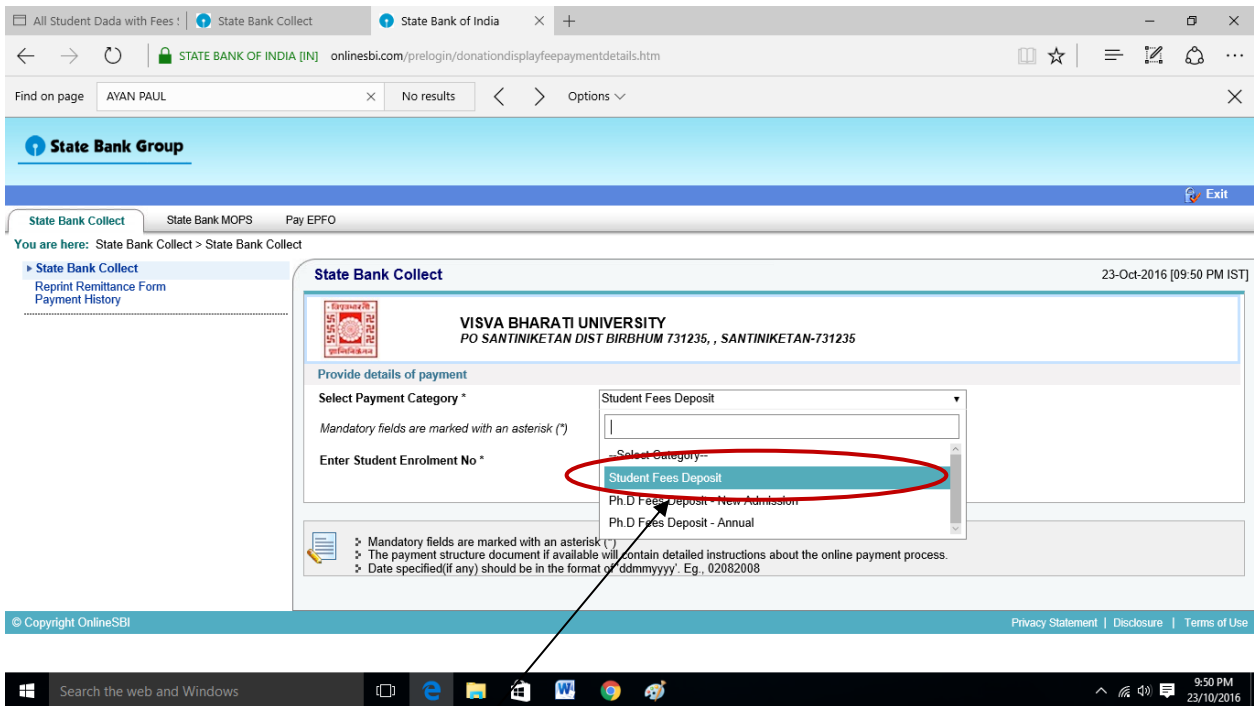 All Student Dada with Fees
State Bank Collect
State Bank of India
STATE BANK OF INDIA [IN] onlinesbi.com/prelogin/donationdisplayfeepaymentdetails.htm
Find on page AYAN PAUL No results Options
State Bank Group
Exit
State Bank Collect State Bank MOPS Pay EPFO
You are here: State Bank Collect > State Bank Collect
State Bank Collect
Reprint Remittance Form
Payment History
State Bank Collect 23-Oct-2016 [09:50 PM IST]
VISVA BHARATI UNIVERSITY
PO SANTINIKETAN DIST BIRBHUM 731235, , SANTINIKETAN-731235
Provide details of payment
Select Payment Category * Student Fees Deposit
Mandatory fields are marked with an asterisk (*)
Enter Student Enrolment No *
--Select Category--
Student Fees Deposit
Ph.D Fees Deposit - New Admission
Ph.D Fees Deposit - Annual
Mandatory fields are marked with an asterisk (*)
The payment structure document if available will contain detailed instructions about the online payment process.
Date specified(if any) should be in the format of 'ddmmyyyy'. Eg., 02082008
© Copyright OnlineSBI Privacy Statement | Disclosure | Terms of Use
Search the web and Windows
9:50 PM
23/10/2016